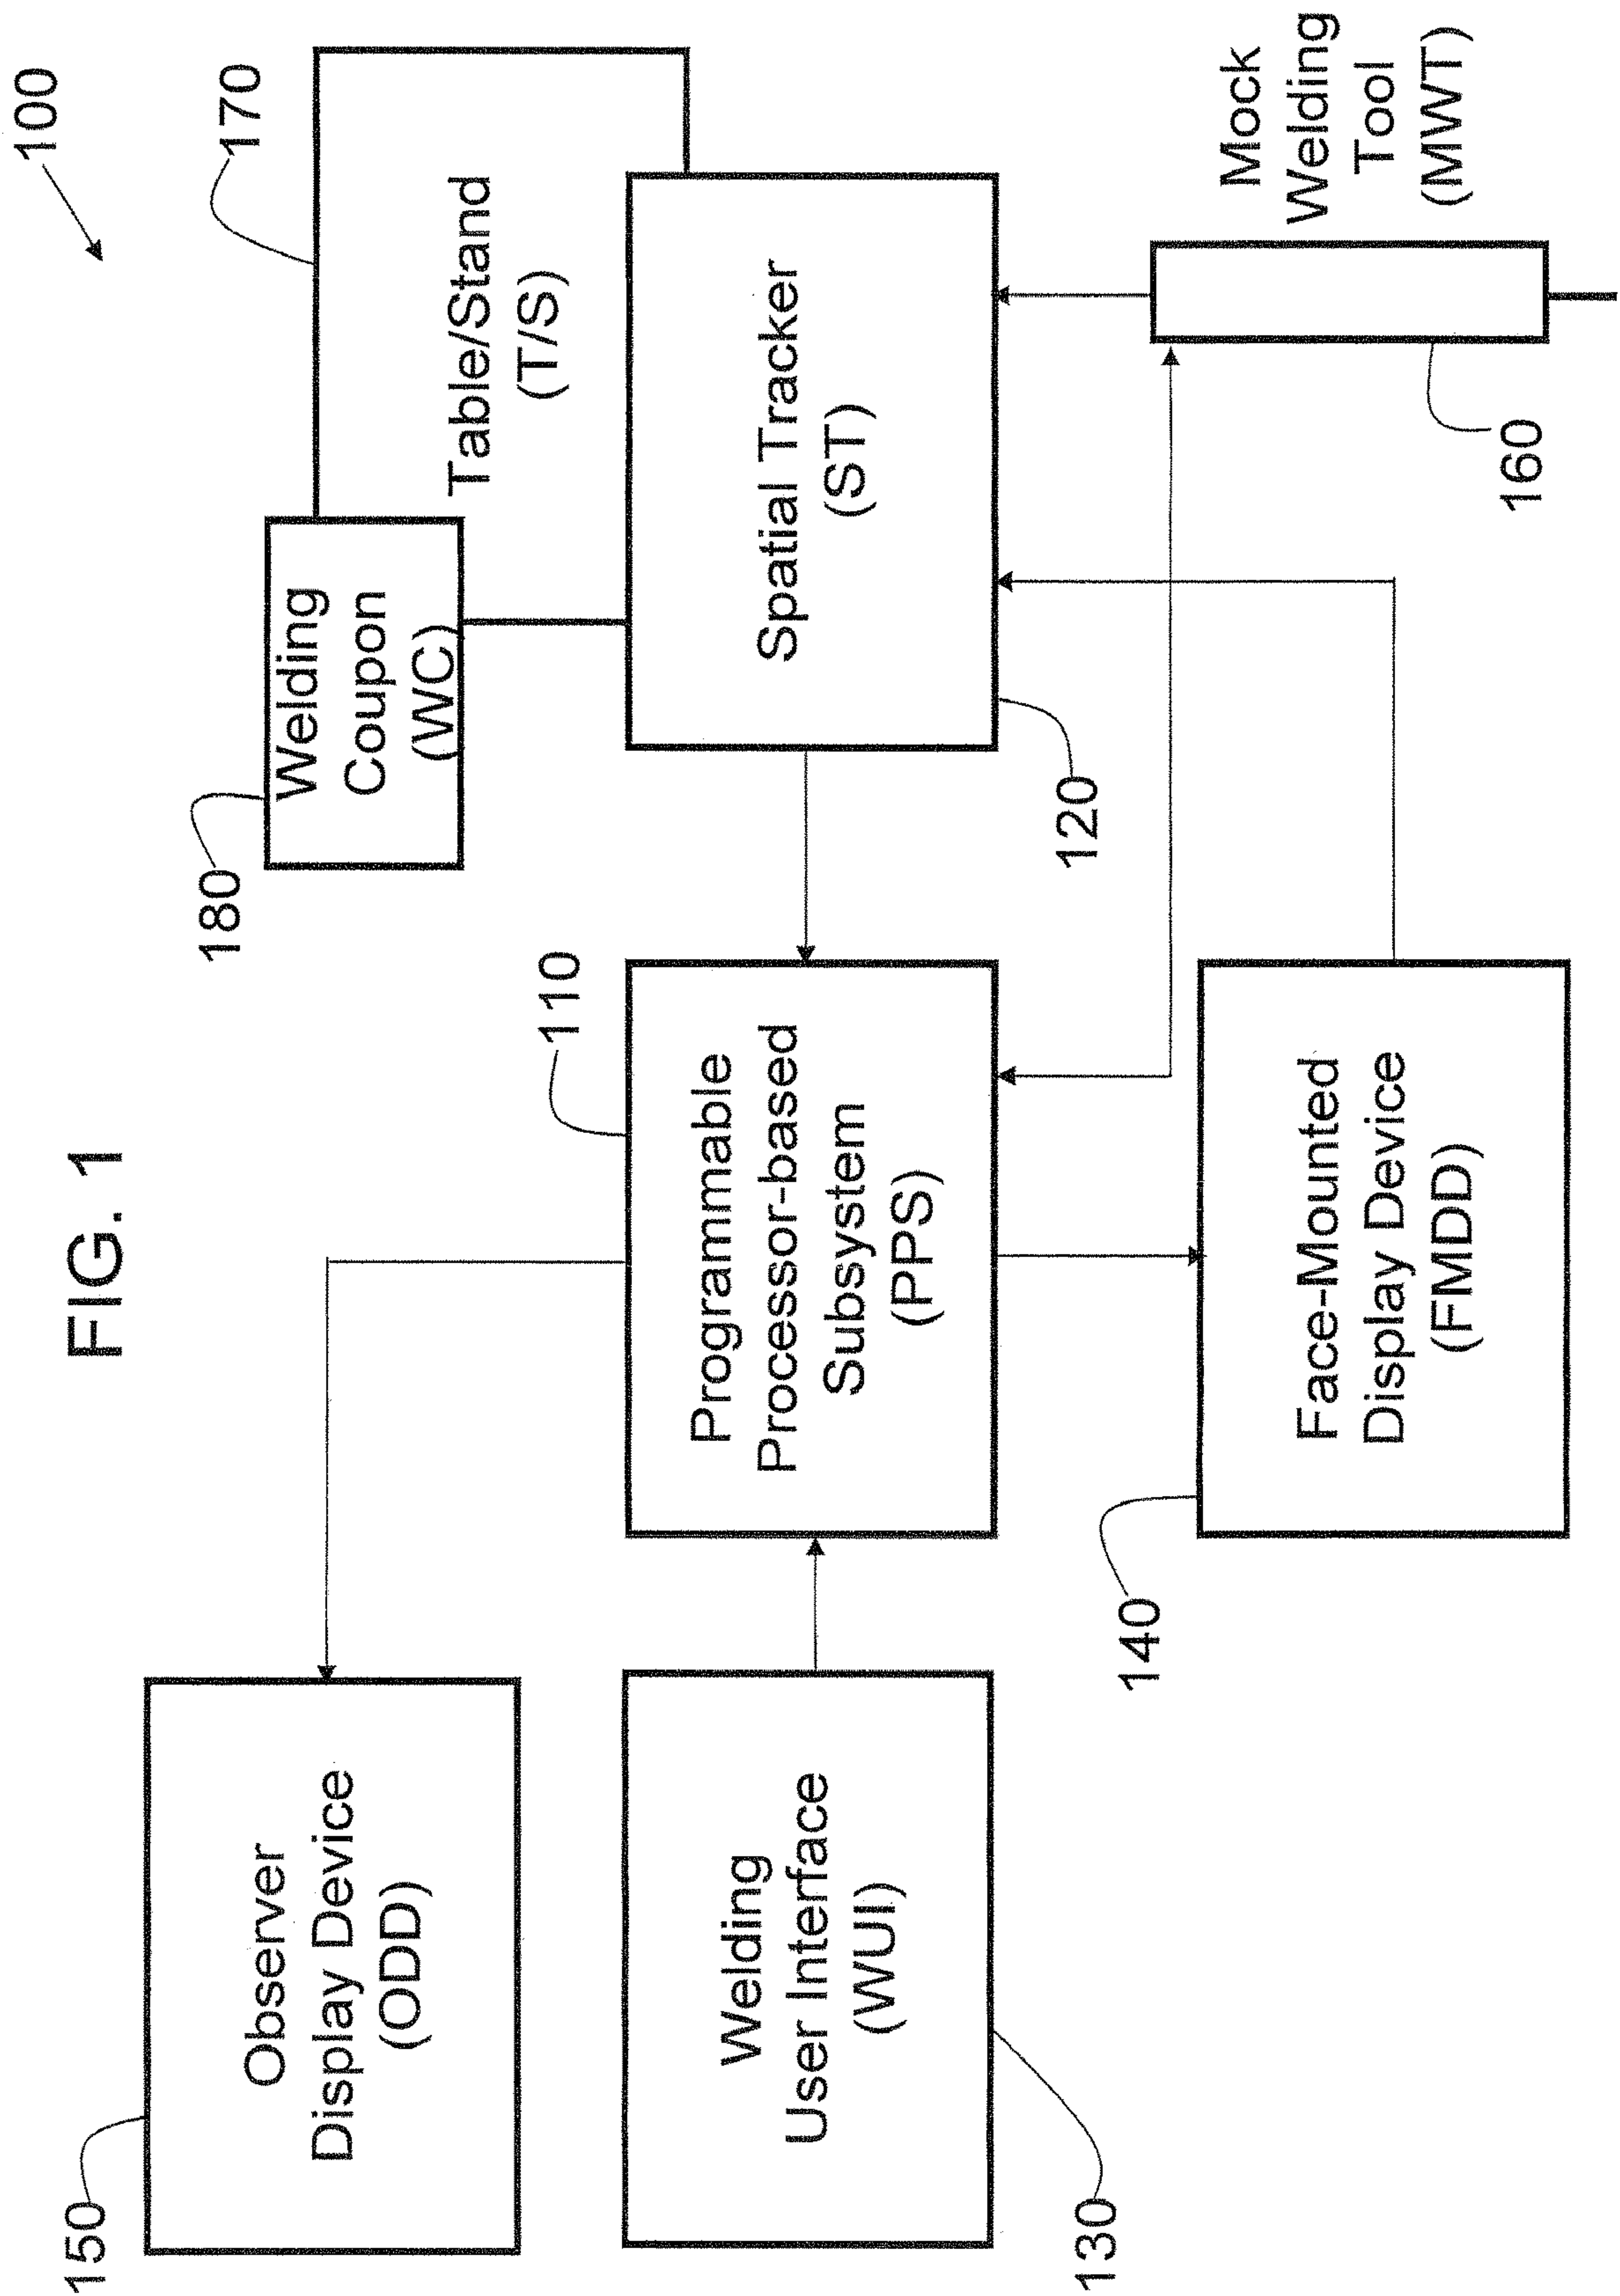 FIG. 1
100
150
Observer
Display Device
(ODD)
110
180
Welding
Coupon
(WC)
170
Table/Stand
(T/S)
Welding
User Interface
(WUI)
130
Programmable
Processor-based
Subsystem
(PPS)
Spatial Tracker
(ST)
120
140
Face-Mounted
Display Device
(FMDD)
Mock
Welding
Tool
(MWT)
160